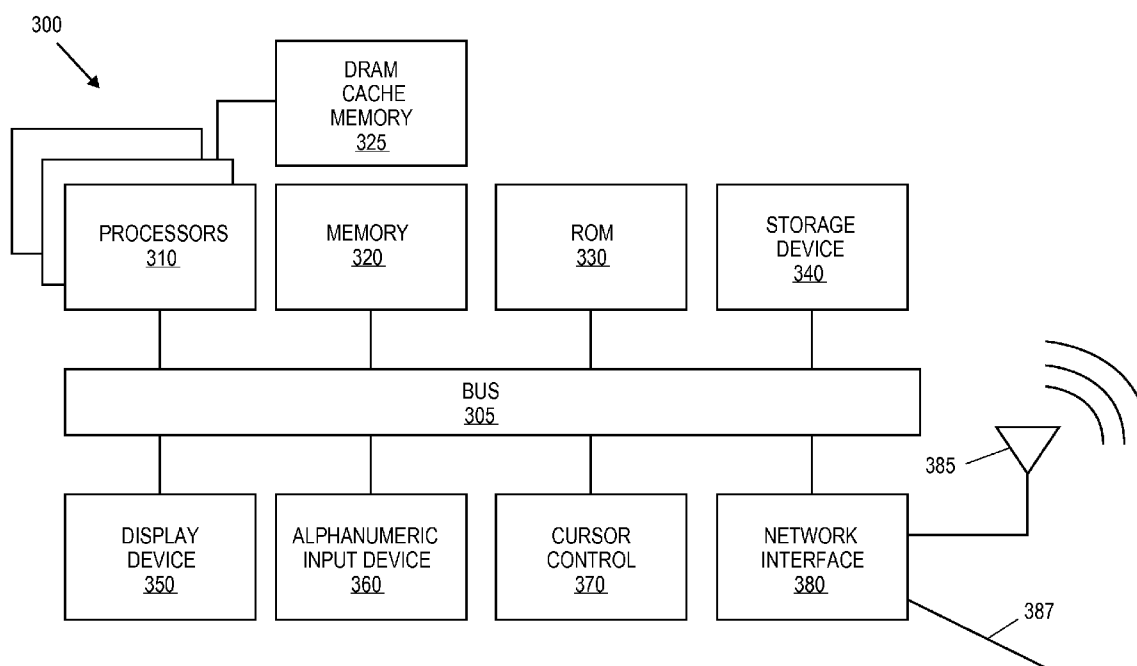 300
DRAM
CACHE
MEMORY
325
PROCESSORS
310
MEMORY
320
ROM
330
STORAGE
DEVICE
340
BUS
305
385
DISPLAY
DEVICE
350
ALPHANUMERIC
INPUT DEVICE
360
CURSOR
CONTROL
370
NETWORK
INTERFACE
380
387